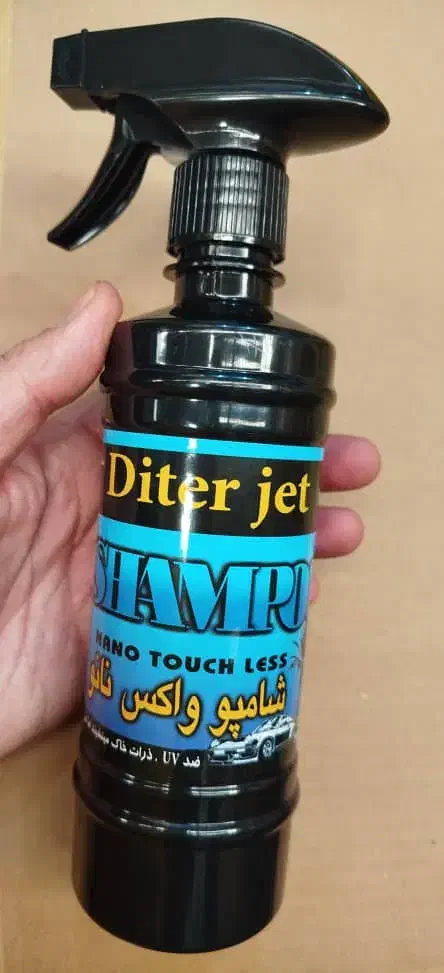 Diter jet
SHAMPO
NANO TOUCH LESS
شامپو واکس نانو
ضد UV . ذرات خاک